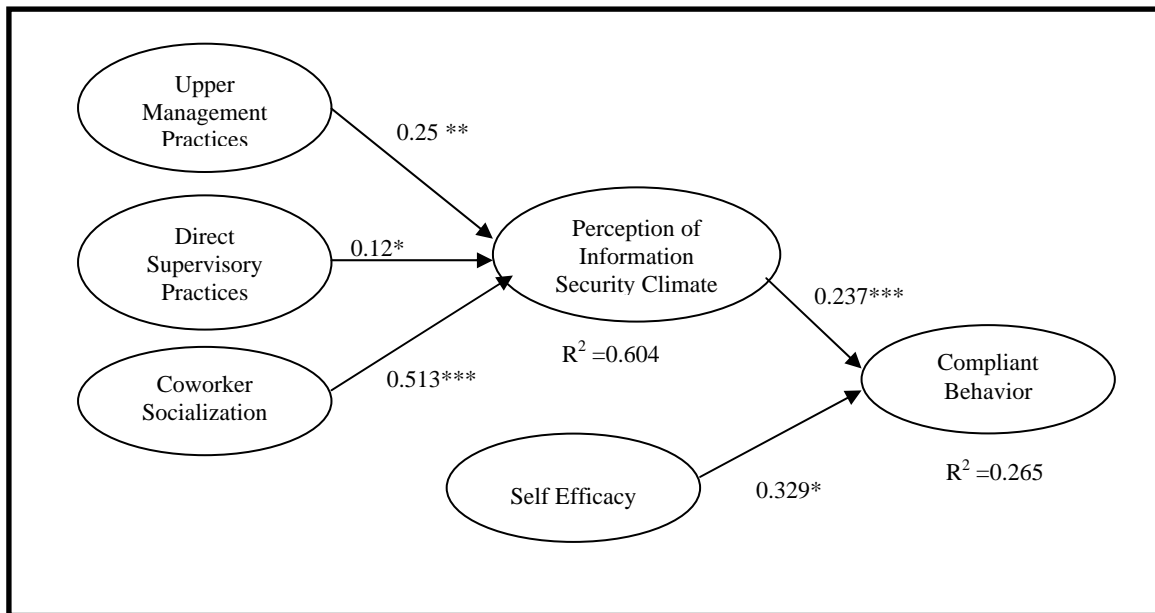 Upper
Management
Practices
0.25 **
Direct
Supervisory
Practices
0.12*
Perception of
Information
Security Climate
0.237***
R² =0.604
Coworker
Socialization
0.513***
Compliant
Behavior
R² =0.265
Self Efficacy
0.329*